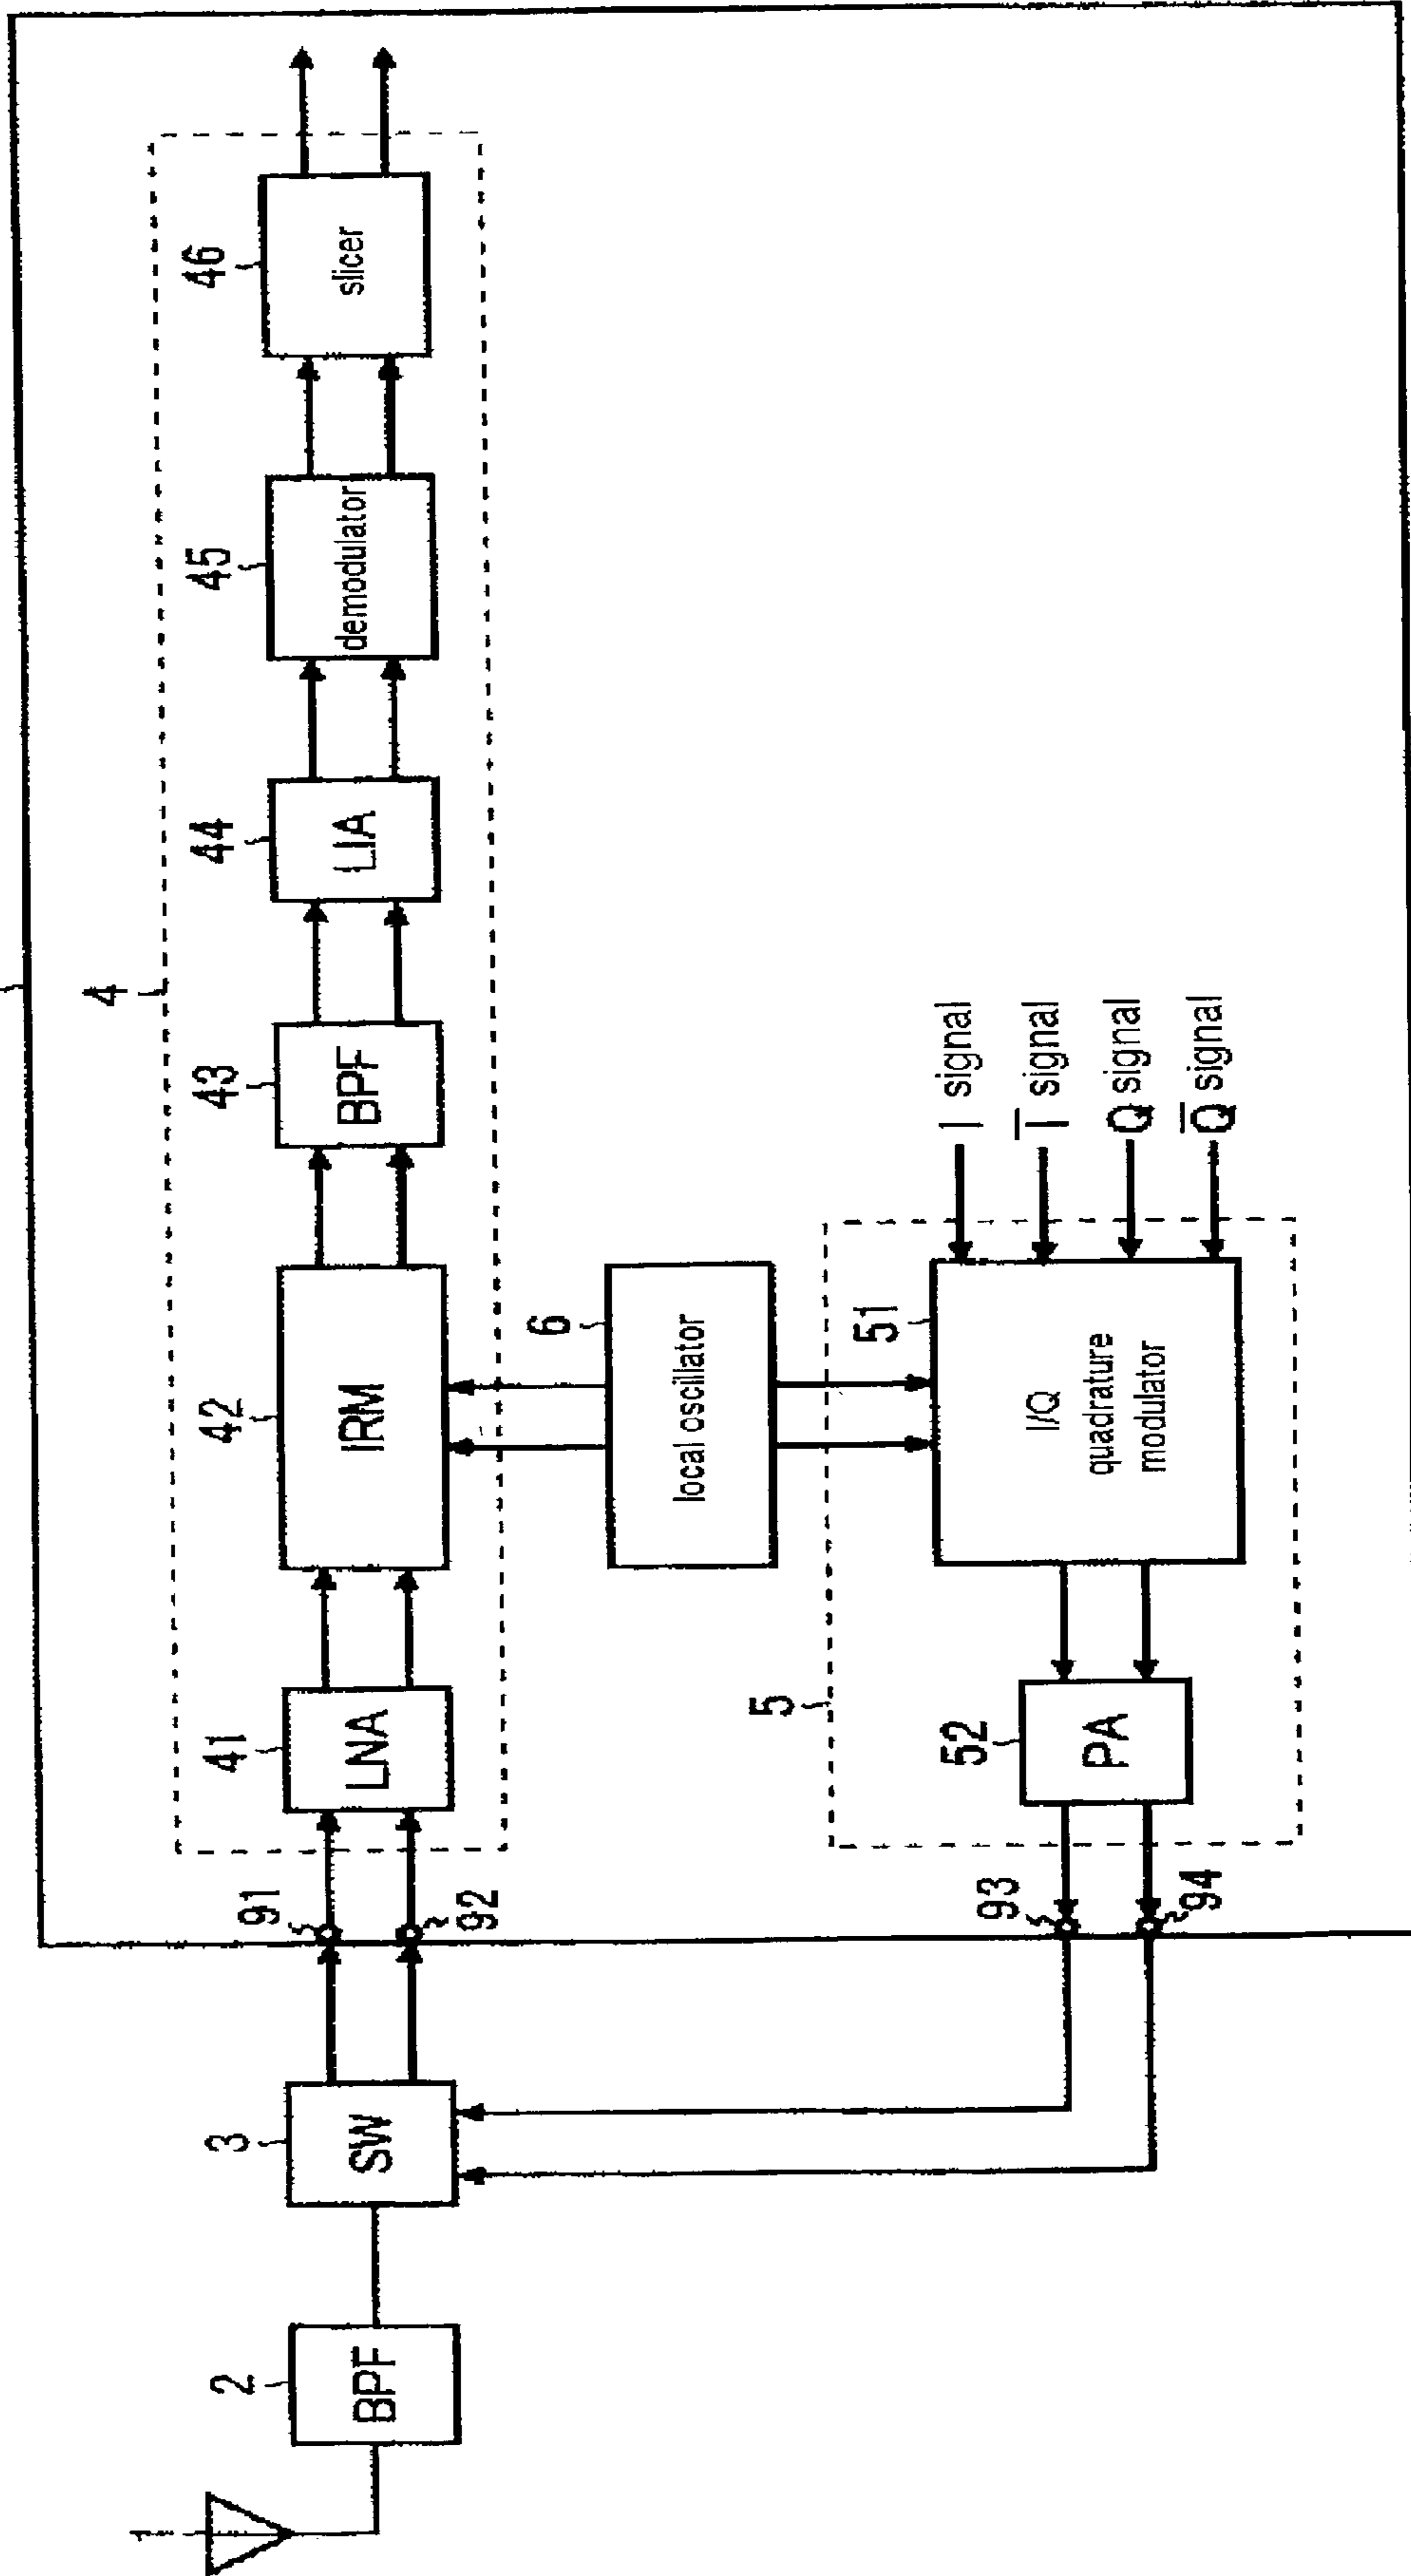 4
41
42
43
44
45
46
LNA
IRM
BPF
LIA
demodulator
slicer
91
92
2
3
BPF
SW
6
local oscillator
5
51
I/Q
quadrature
modulator
52
PA
93
94
I signal
I̅ signal
Q signal
Q̅ signal